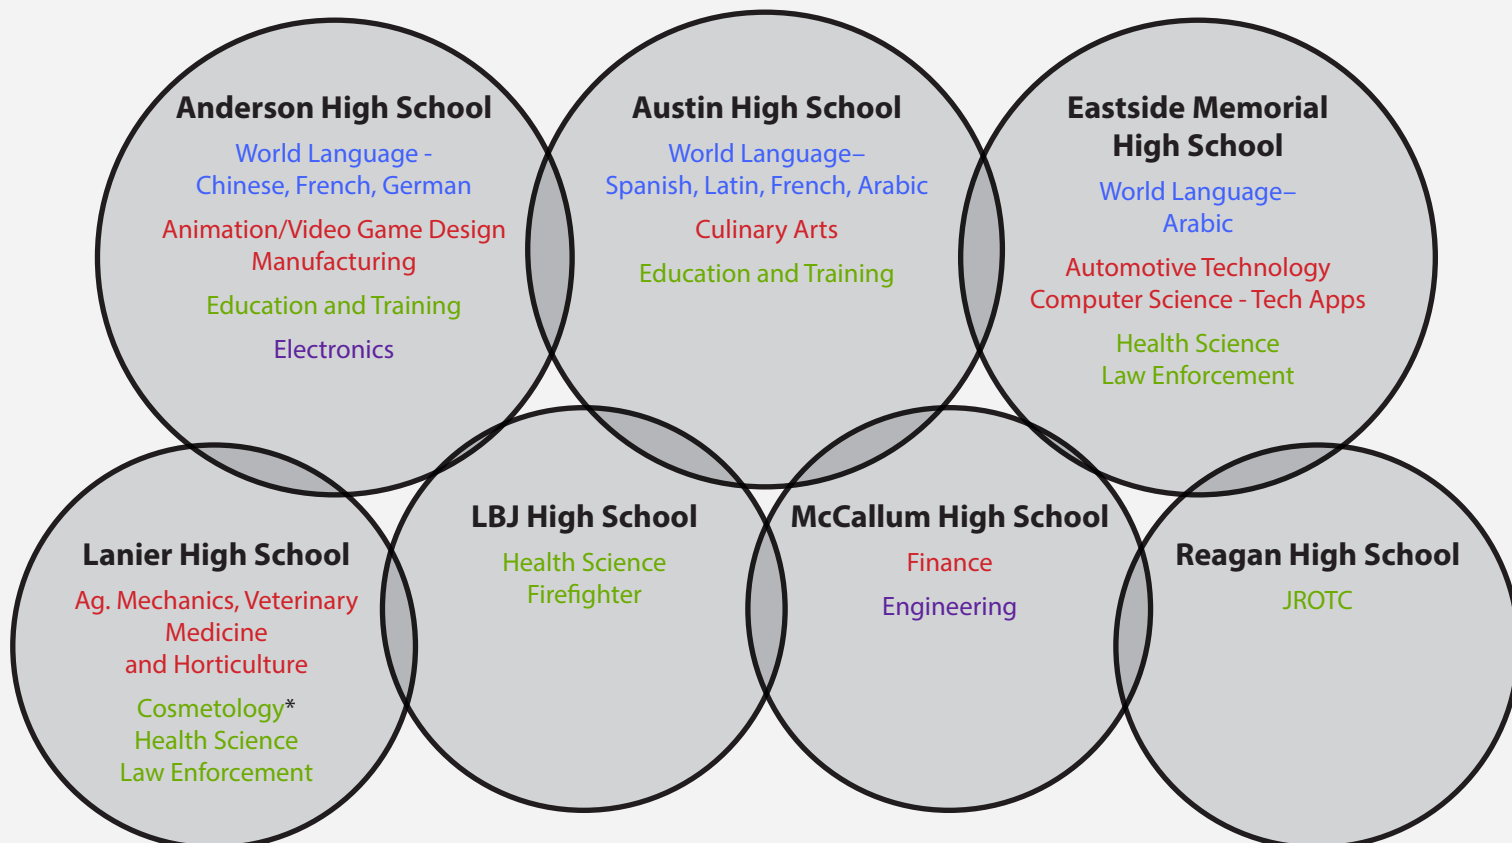 Anderson High School
World Language -
Chinese, French, German
Animation/Video Game Design
Manufacturing
Education and Training
Electronics
Austin High School
World Language–
Spanish, Latin, French, Arabic
Culinary Arts
Education and Training
Eastside Memorial
High School
World Language–
Arabic
Automotive Technology
Computer Science - Tech Apps
Health Science
Law Enforcement
Lanier High School
Ag. Mechanics, Veterinary
Medicine
and Horticulture
Cosmetology*
Health Science
Law Enforcement
LBJ High School
Health Science
Firefighter
McCallum High School
Finance
Engineering
Reagan High School
JROTC